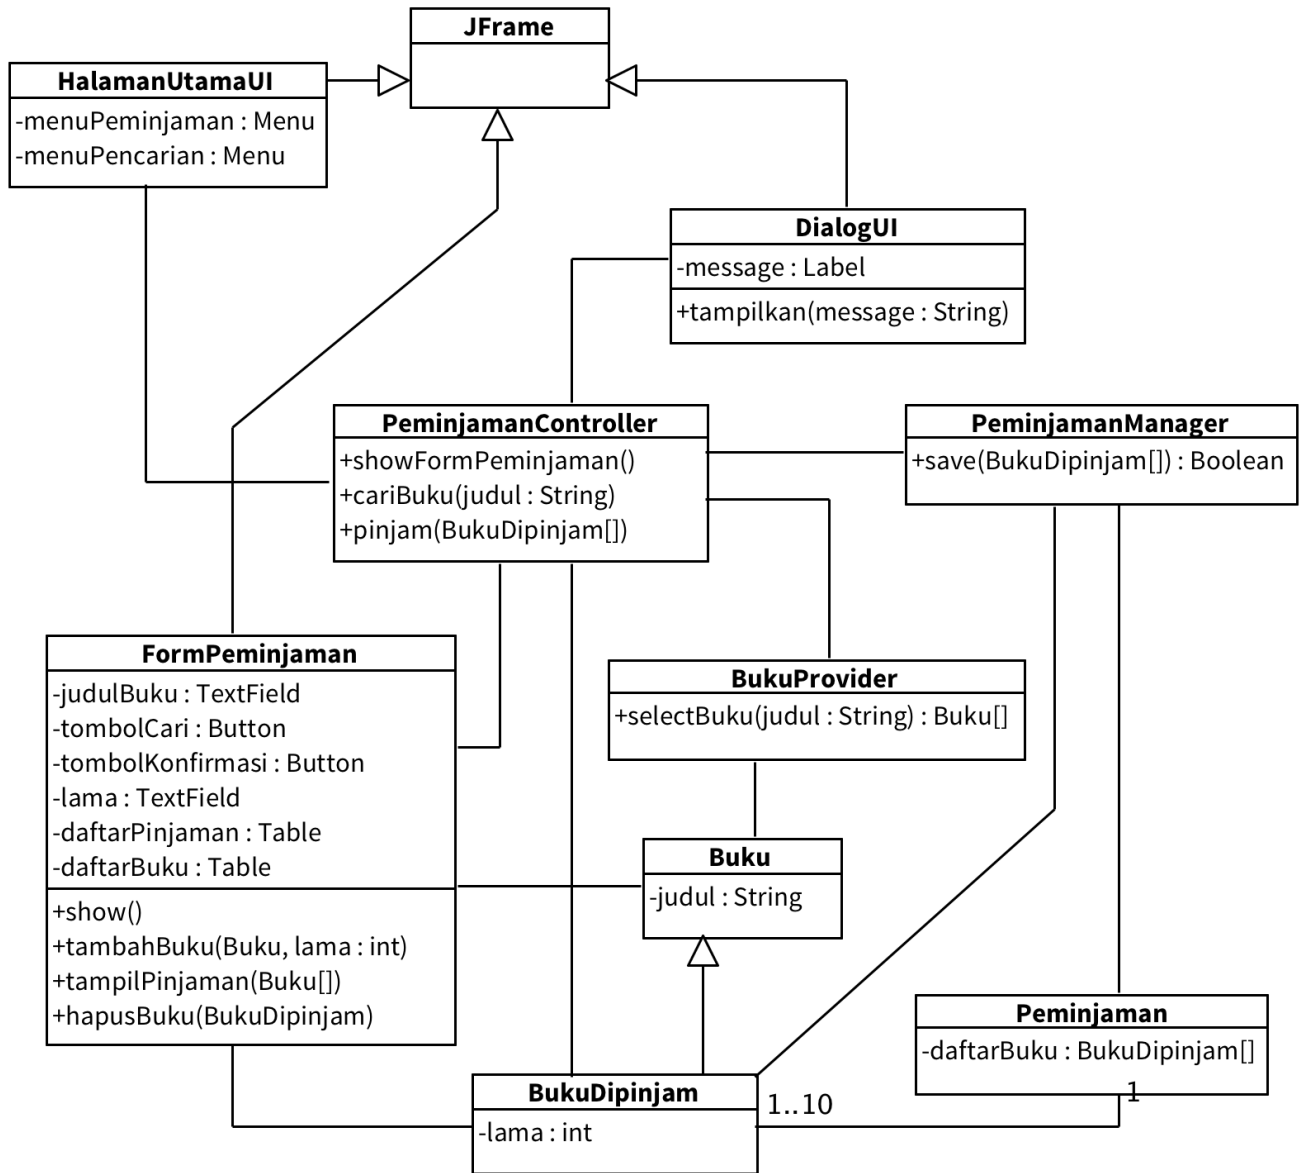 JFrame
HalamanUtamaUI
-menuPeminjaman : Menu
-menuPencarian : Menu
DialogUI
-message : Label
+tampilkan(message : String)
PeminjamanController
+showFormPeminjaman()
+cariBuku(judul : String)
+pinjam(BukuDipinjam[])
PeminjamanManager
+save(BukuDipinjam[]) : Boolean
FormPeminjaman
-judulBuku : TextField
-tombolCari : Button
-tombolKonfirmasi : Button
-lama : TextField
-daftarPinjaman : Table
-daftarBuku : Table
+show()
+tambahBuku(Buku, lama : int)
+tampilPinjaman(Buku[])
+hapusBuku(BukuDipinjam)
BukuProvider
+selectBuku(judul : String) : Buku[]
Buku
-judul : String
Peminjaman
-daftarBuku : BukuDipinjam[]
1
BukuDipinjam
-lama : int
1..10